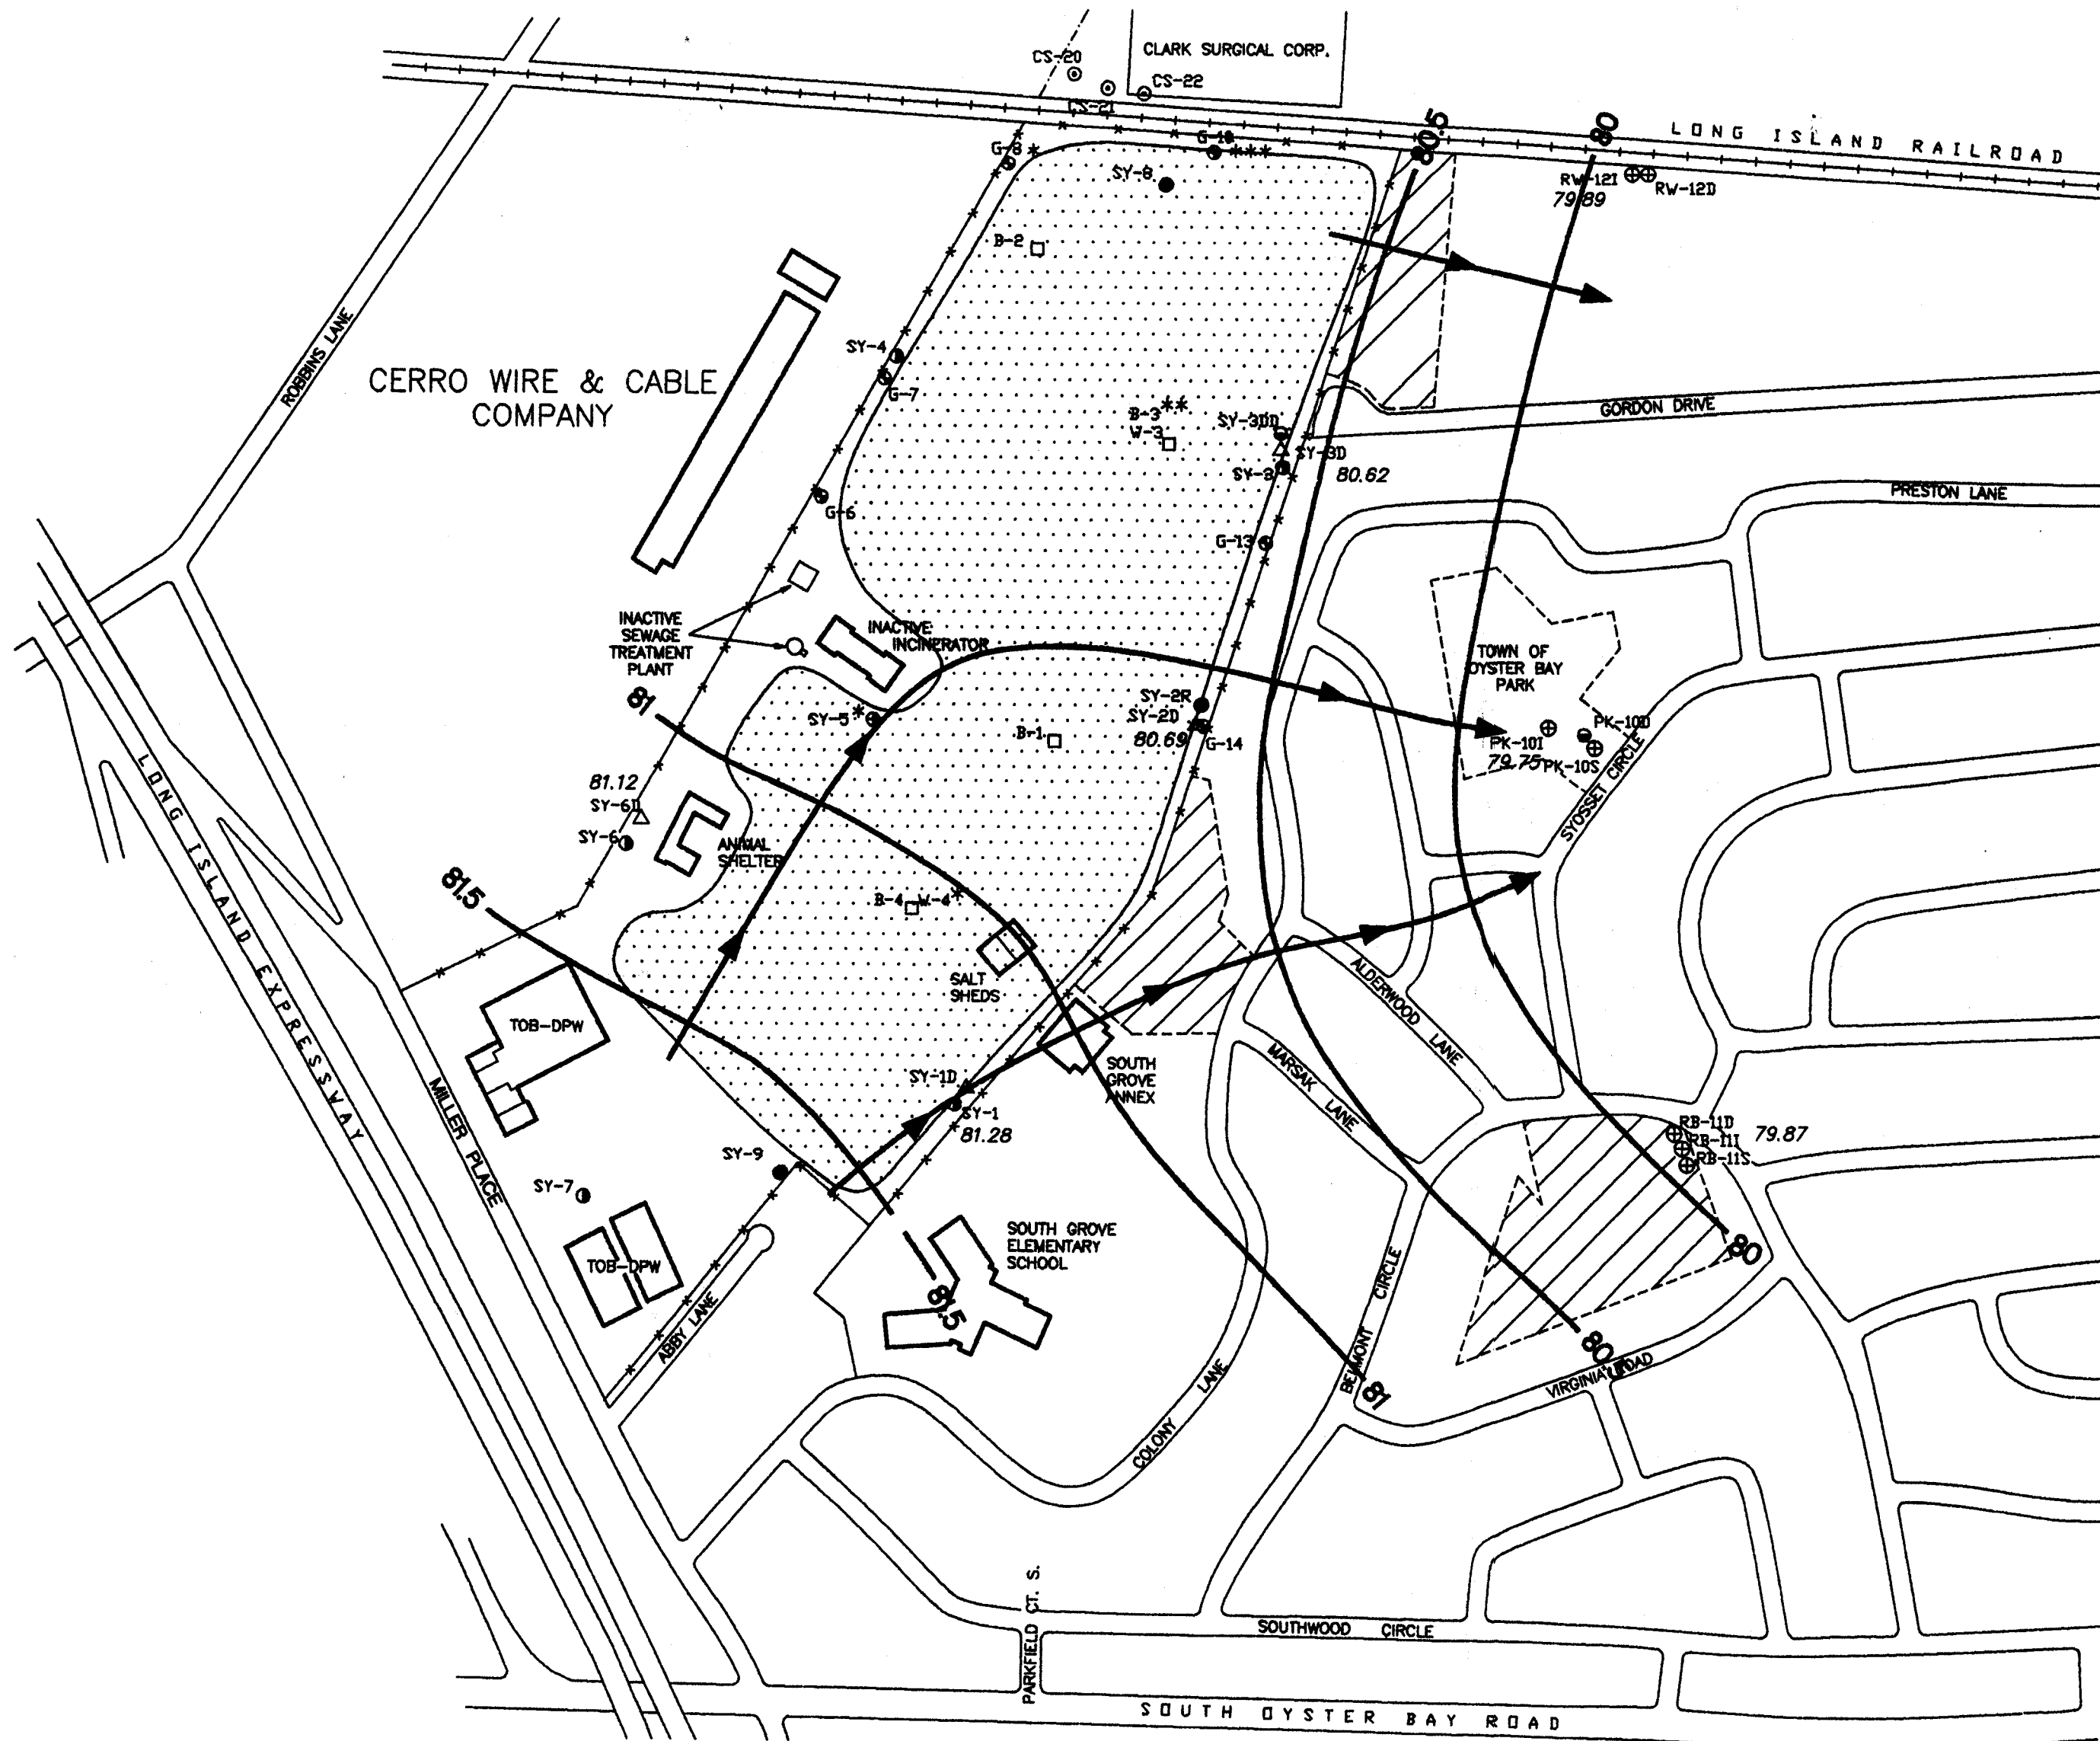 CLARK SURGICAL CORP.
CS-20
CS-21
CS-22
80.5
80
LONG ISLAND RAILROAD
G-8 *
***
SY-8
RW-12I
RW-12D
79.89
B-2
ROBBINS LANE
SY-4
G-7
CERRO WIRE & CABLE
COMPANY
B-3 **
W-3
SY-3DD
SY-3D
SY-3
80.62
GORDON DRIVE
PRESTON LANE
G-6
G-13
INACTIVE
SEWAGE
TREATMENT
PLANT
INACTIVE
INCINERATOR
TOWN OF
OYSTER BAY
PARK
81
SY-5 *
B-1
SY-2R
SY-2D
80.69
G-14
PK-10D
PK-10I
79.75
PK-10S
SYOSSET CIRCLE
81.12
SY-6D
SY-6
ANIMAL
SHELTER
LONG ISLAND EXPRESSWAY
81.5
B-4
W-4 *
SALT
SHEDS
TOB-DPW
ALDERWOOD LANE
MARSAK LANE
SOUTH
GROVE
ANNEX
SY-1D
SY-1
81.28
MILLER PLACE
RB-11D
RB-11I
RB-11S
79.87
SY-9
SY-7
TOB-DPW
ABBY LANE
SOUTH GROVE
ELEMENTARY
SCHOOL
81.5
80
BELMONT CIRCLE
VIRGINIA ROAD
81
COLONY LANE
PARKFIELD CT. S.
SOUTHWOOD CIRCLE
SOUTH OYSTER BAY ROAD